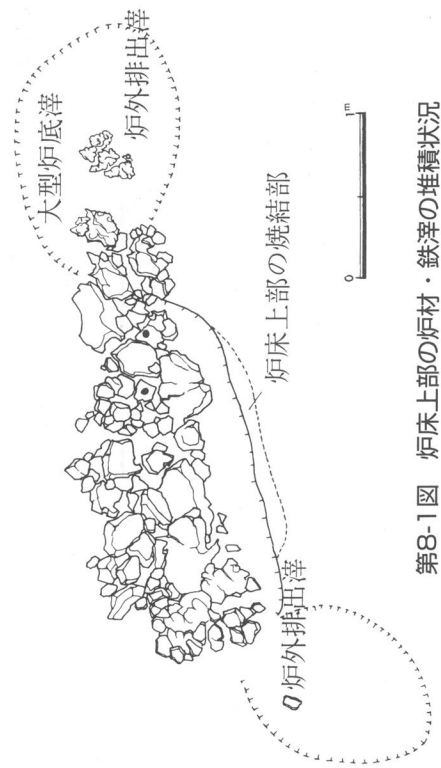 大型炉底滓
炉外排出滓
炉床上部の焼結部
炉外排出滓
0
1m
第8-1図 炉床上部の炉材・鉄滓の堆積状況